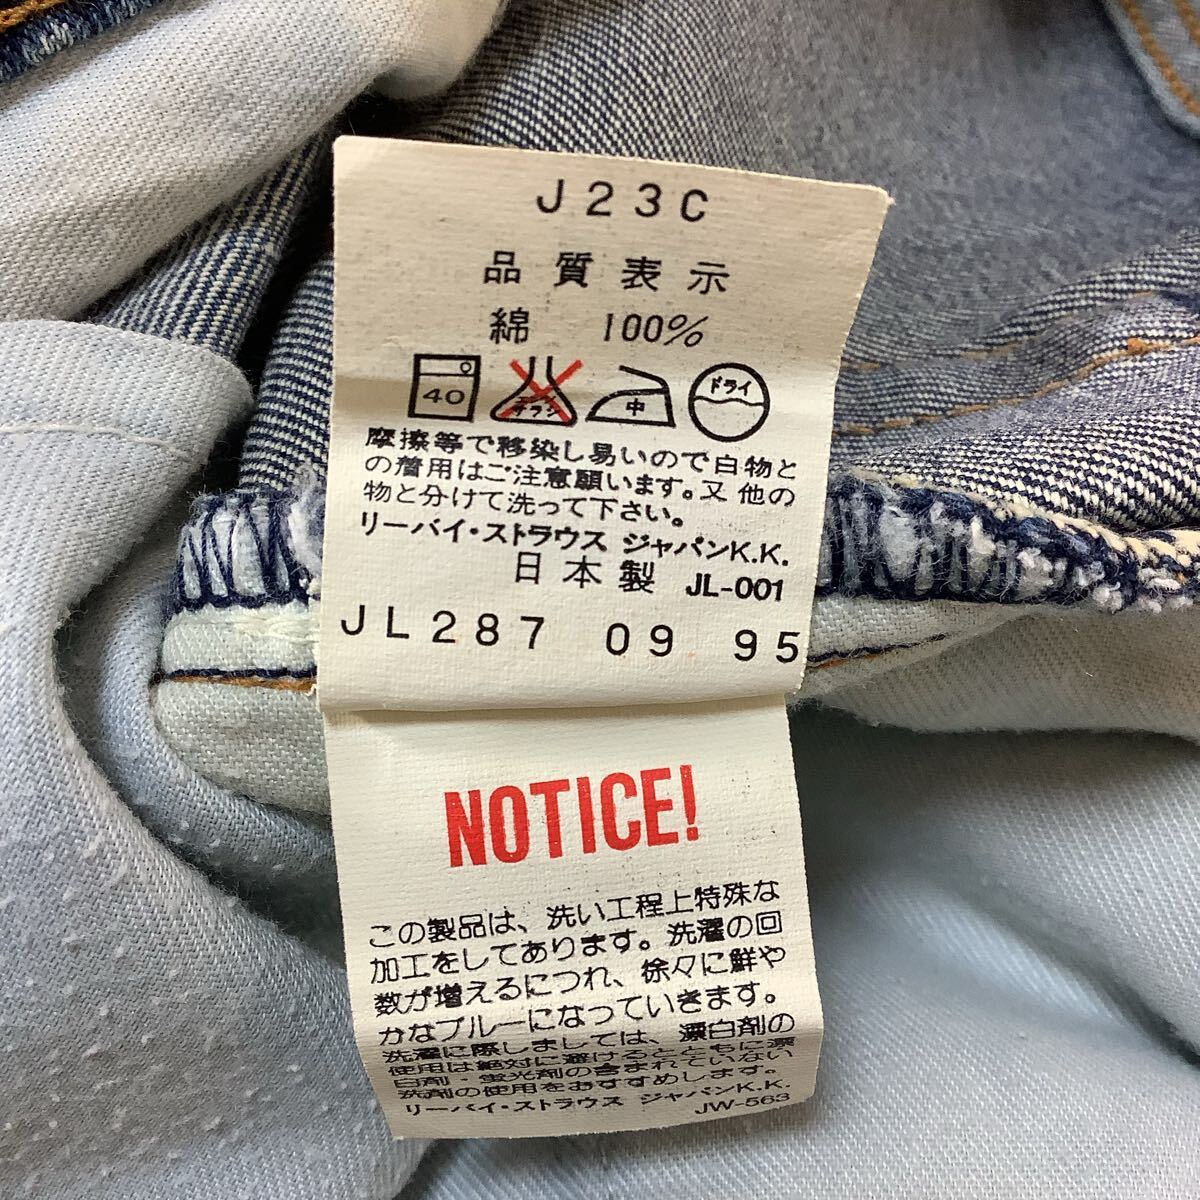 J23C
品質表示
綿 100%
40 エンソサラシ 中 ドライ
摩擦等で移染し易いので白物と
の着用はご注意願います。又他の
物と分けて洗って下さい。
リーバイ・ストラウス ジャパンK.K.
日本製 JL-001
JL287 09 95
NOTICE!
この製品は、洗い工程上特殊な
加工をしてあります。洗濯の回
数が増えるにつれ、徐々に鮮や
かなブルーになっていきます。
洗濯に際しましては、漂白剤の
使用は絶対に避けるとともに漂
白剤・蛍光剤の含まれていない
洗剤の使用をおすすめします。
リーバイ・ストラウス ジャパンK.K.
JW-563